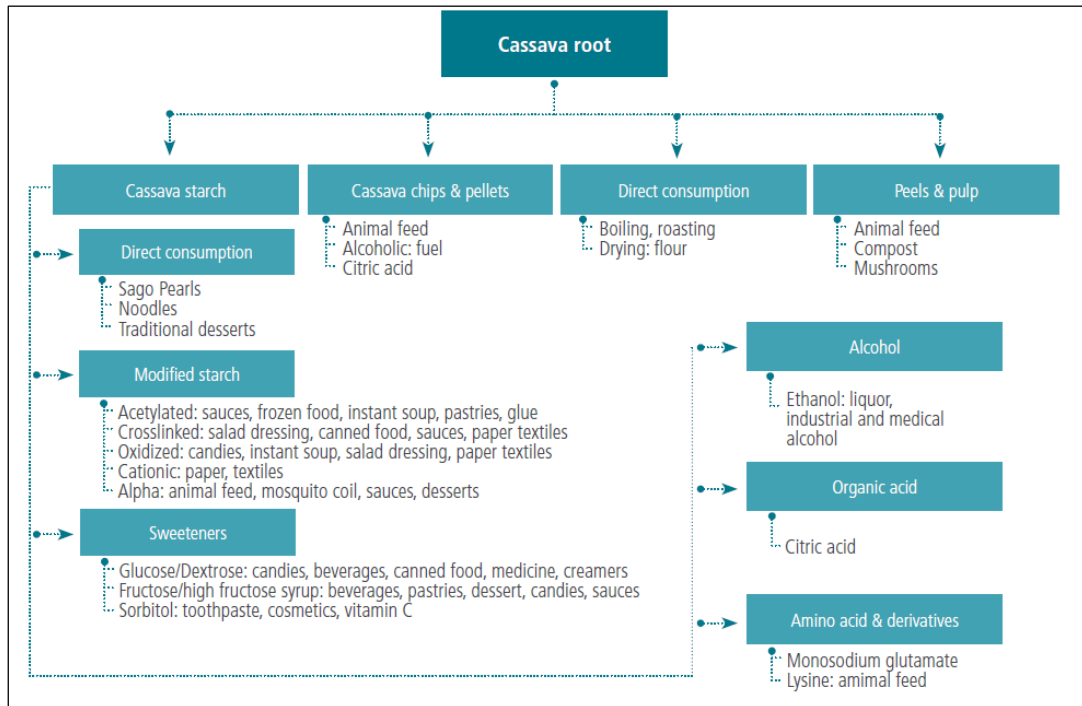 Cassava root
Cassava starch
Cassava chips & pellets
Direct consumption
Peels & pulp
Animal feed
Alcoholic: fuel
Citric acid
Boiling, roasting
Drying: flour
Animal feed
Compost
Mushrooms
Direct consumption
Sago Pearls
Noodles
Traditional desserts
Modified starch
Acetylated: sauces, frozen food, instant soup, pastries, glue
Crosslinked: salad dressing, canned food, sauces, paper textiles
Oxidized: candies, instant soup, salad dressing, paper textiles
Cationic: paper, textiles
Alpha: animal feed, mosquito coil, sauces, desserts
Sweeteners
Glucose/Dextrose: candies, beverages, canned food, medicine, creamers
Fructose/high fructose syrup: beverages, pastries, dessert, candies, sauces
Sorbitol: toothpaste, cosmetics, vitamin C
Alcohol
Ethanol: liquor,
industrial and medical
alcohol
Organic acid
Citric acid
Amino acid & derivatives
Monosodium glutamate
Lysine: amimal feed